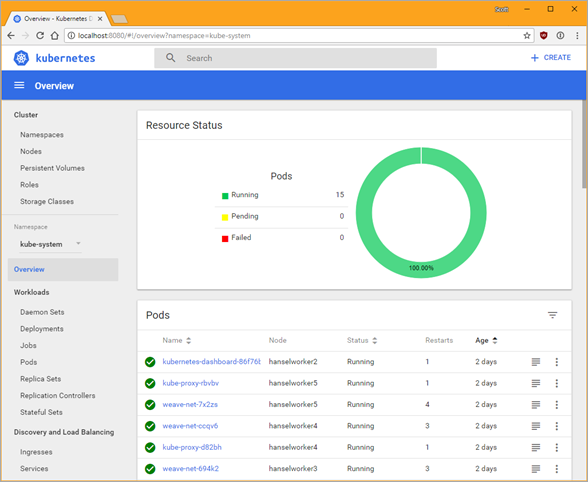 Scott
Overview - Kubernetes D
localhost:8080/#!/overview?namespace=kube-system
kubernetes
Search
+ CREATE
Overview
Cluster
Namespaces
Nodes
Persistent Volumes
Roles
Storage Classes
Namespace
kube-system
Overview
Workloads
Daemon Sets
Deployments
Jobs
Pods
Replica Sets
Replication Controllers
Stateful Sets
Discovery and Load Balancing
Ingresses
Services
Resource Status
Pods
Running 15
Pending 0
Failed 0
100.00%
Pods
Name Node Status Restarts Age
kubernetes-dashboard-86f76b hanselworker2 Running 1 2 days
kube-proxy-rbvbv hanselworker5 Running 1 2 days
weave-net-7x2zs hanselworker5 Running 4 2 days
weave-net-ccqv6 hanselworker4 Running 3 2 days
kube-proxy-d82bh hanselworker4 Running 1 2 days
weave-net-694k2 hanselworker3 Running 3 2 days